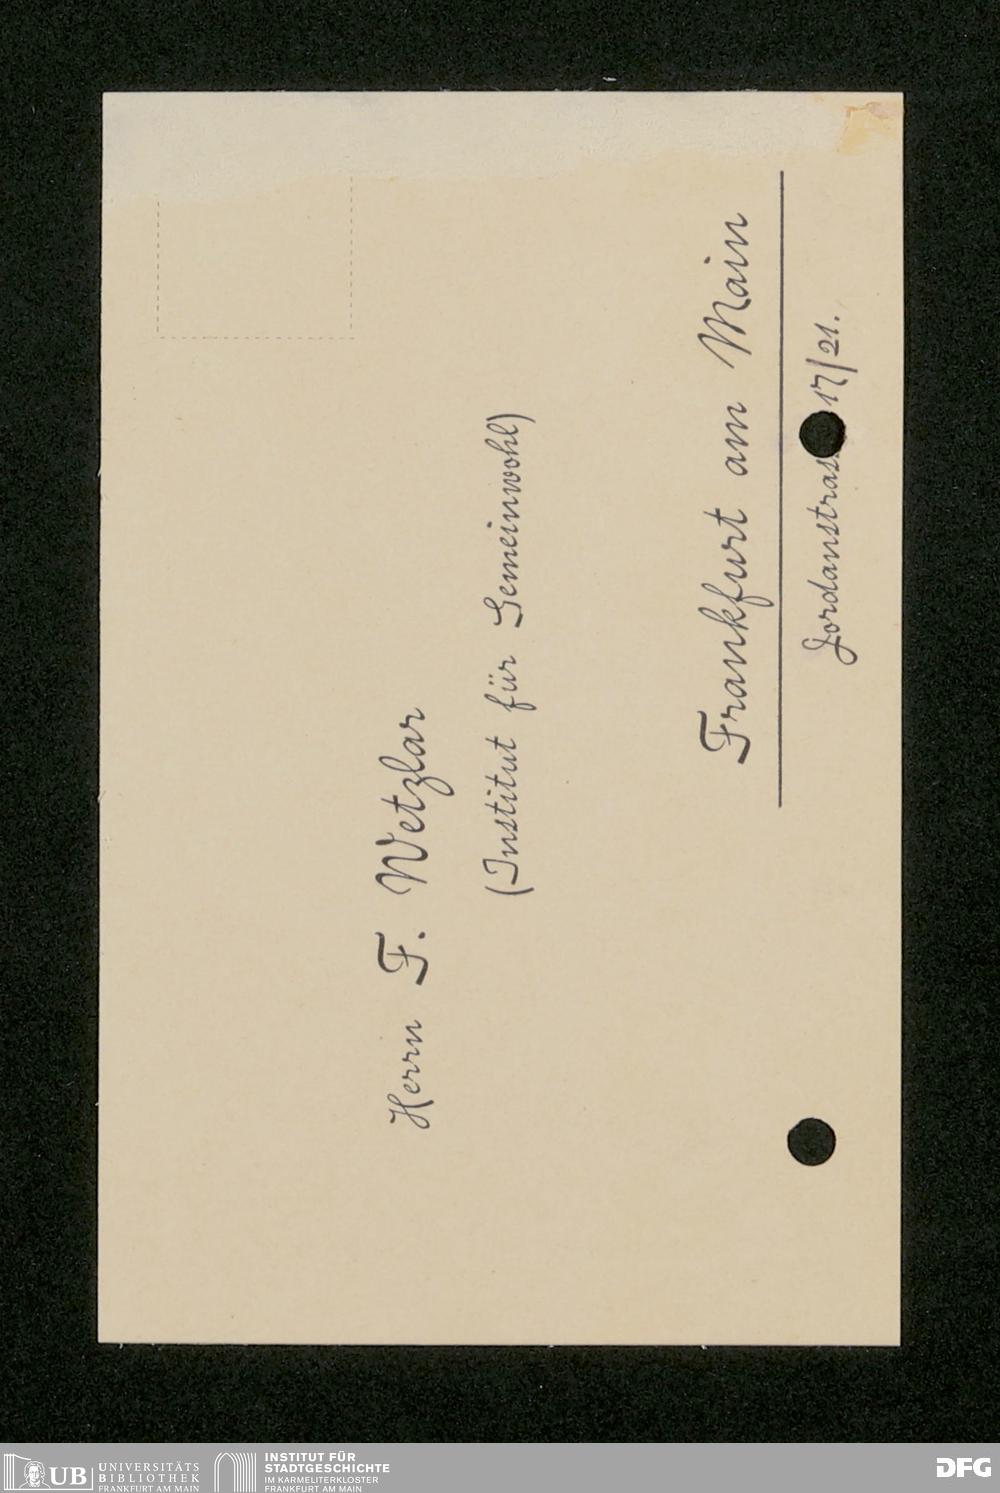 Herrn F. Wetzlar
(Institut für Gemeinwohl)
Frankfurt am Main
Jordanstras 17/21.
UB UNIVERSITÄTS
BIBLIOTHEK
FRANKFURT AM MAIN
INSTITUT FÜR
STADTGESCHICHTE
IM KARMELITERKLOSTER
FRANKFURT AM MAIN
DFG